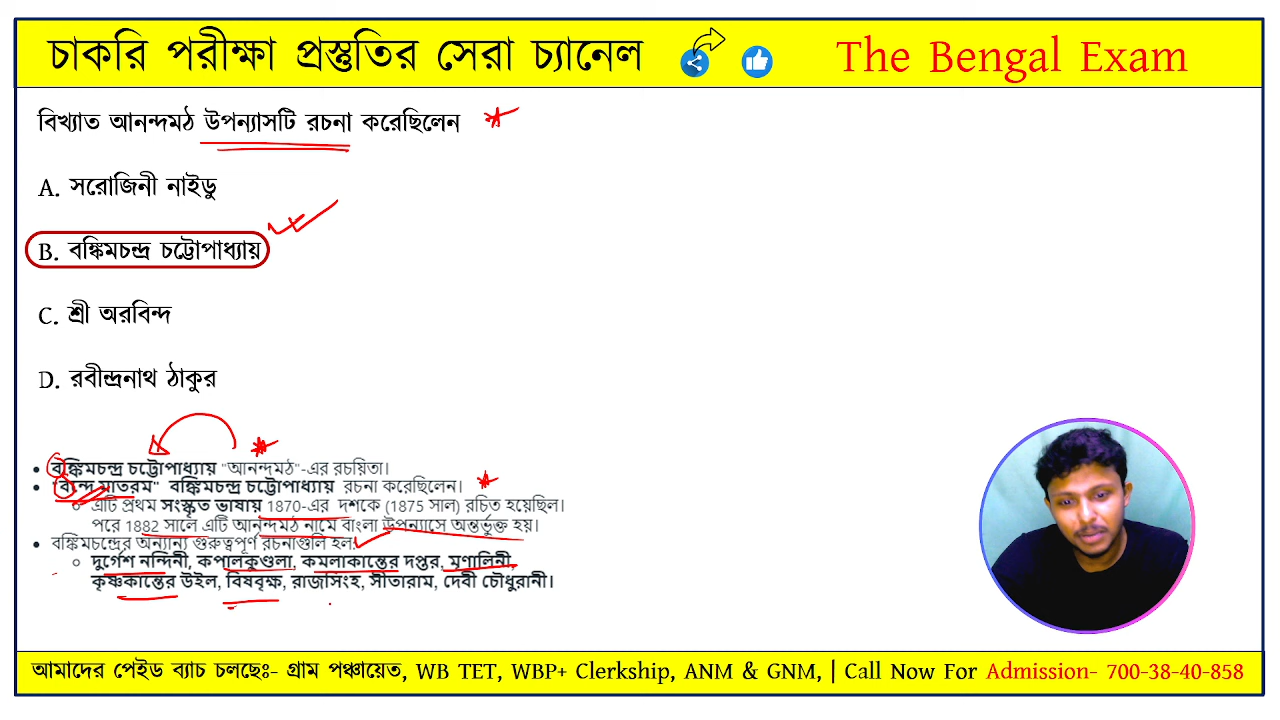 চাকরি পরীক্ষা প্রস্তুতির সেরা চ্যানেল The Bengal Exam
বিখ্যাত আনন্দমঠ উপন্যাসটি রচনা করেছিলেন
A. সরোজিনী নাইডু
B. বঙ্কিমচন্দ্র চট্টোপাধ্যায়
C. শ্রী অরবিন্দ
D. রবীন্দ্রনাথ ঠাকুর
• বঙ্কিমচন্দ্র চট্টোপাধ্যায় "আনন্দমঠ"-এর রচয়িতা।
• "বন্দে মাতরম" বঙ্কিমচন্দ্র চট্টোপাধ্যায় রচনা করেছিলেন।
○ এটি প্রথম সংস্কৃত ভাষায় 1870-এর দশকে (1875 সাল) রচিত হয়েছিল।
পরে 1882 সালে এটি আনন্দমঠ নামে বাংলা উপন্যাসে অন্তর্ভুক্ত হয়।
• বঙ্কিমচন্দ্রের অন্যান্য গুরুত্বপূর্ণ রচনাগুলি হল
○ দুর্গেশ নন্দিনী, কপালকুণ্ডলা, কমলাকান্তের দপ্তর, মৃণালিনী,
কৃষ্ণকান্তের উইল, বিষবৃক্ষ, রাজসিংহ, সীতারাম, দেবী চৌধুরানী।
আমাদের পেইড ব্যাচ চলছেঃ- গ্রাম পঞ্চায়েত, WB TET, WBP+ Clerkship, ANM & GNM, | Call Now For Admission- 700-38-40-858